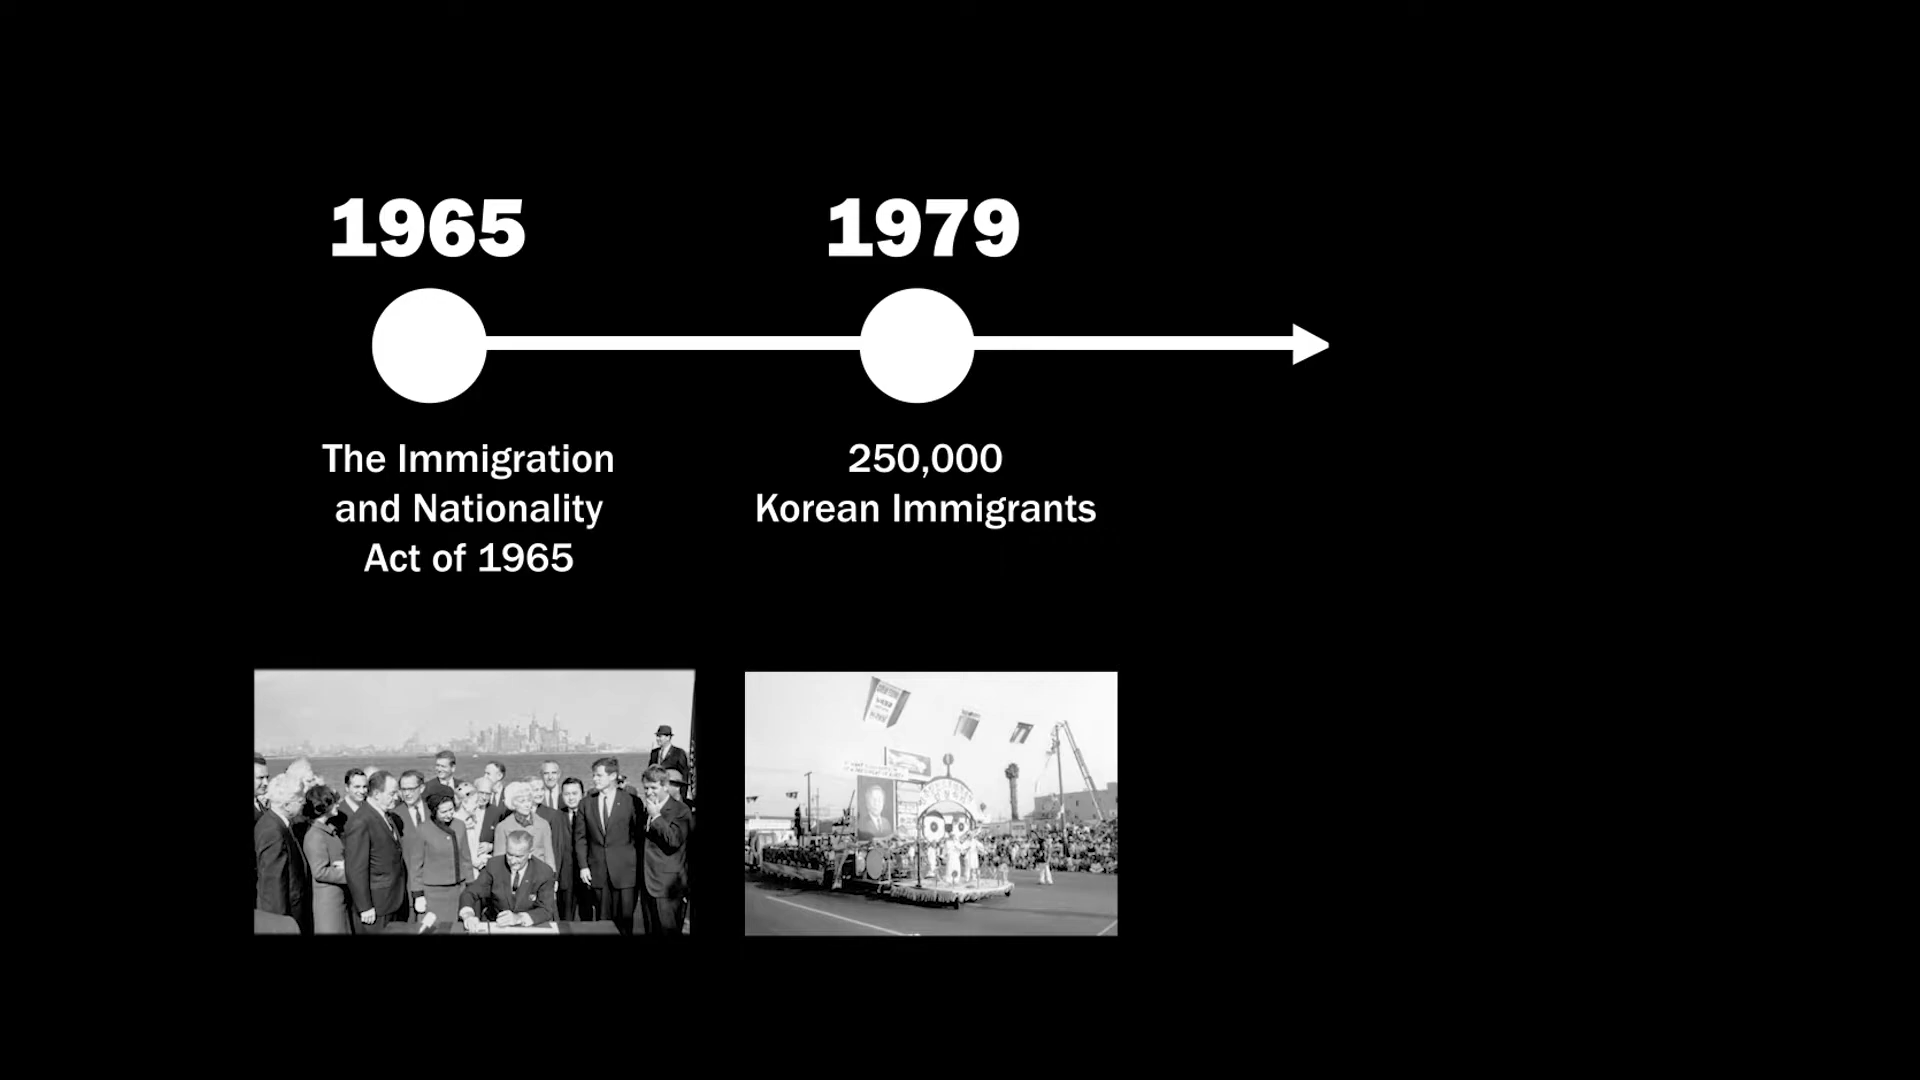 1965
1979
The Immigration
and Nationality
Act of 1965
250,000
Korean Immigrants